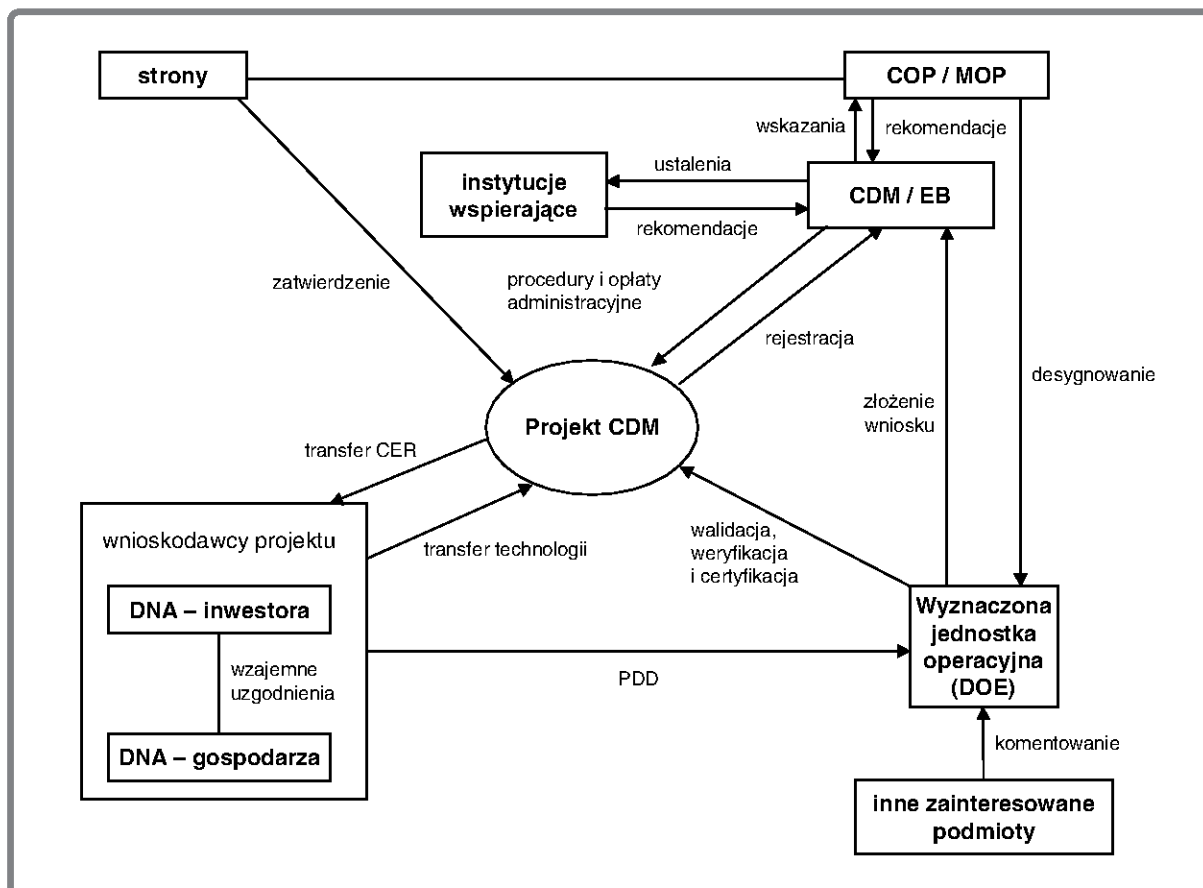 strony
COP / MOP
wskazania
rekomendacje
ustalenia
instytucje
wspierające
CDM / EB
rekomendacje
zatwierdzenie
procedury i opłaty
administracyjne
rejestracja
desygnowanie
złożenie
wniosku
Projekt CDM
transfer CER
wnioskodawcy projektu
transfer technologii
walidacja,
weryfikacja
i certyfikacja
DNA – inwestora
Wyznaczona
jednostka
operacyjna
(DOE)
wzajemne
uzgodnienia
PDD
DNA – gospodarza
komentowanie
inne zainteresowane
podmioty